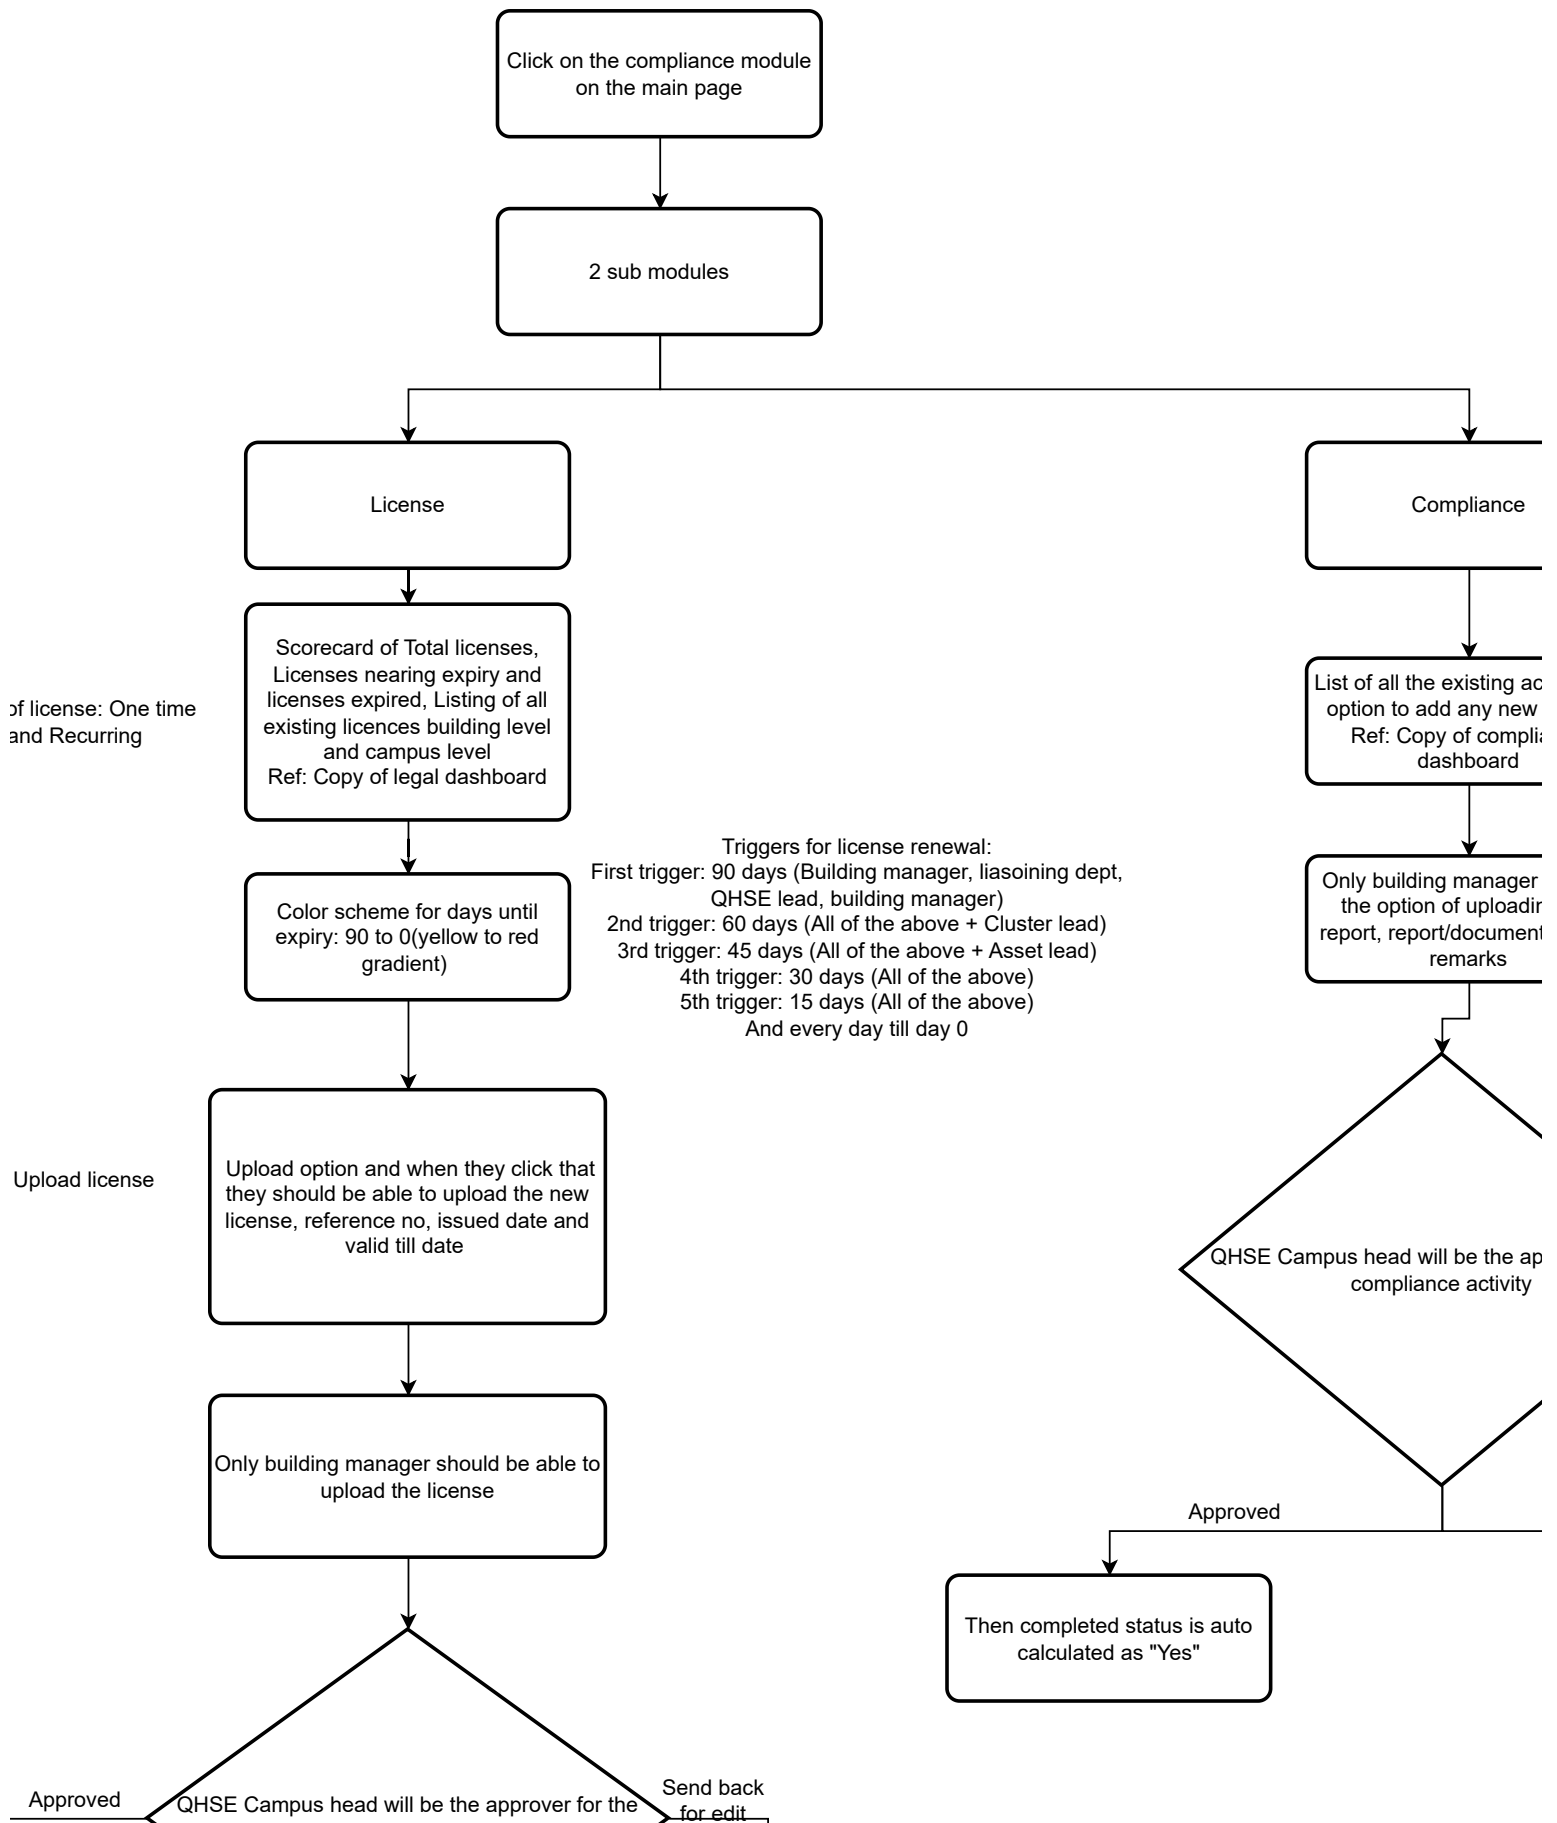 Click on the compliance module
on the main page
2 sub modules
License
Compliance
Scorecard of Total licenses,
Licenses nearing expiry and
licenses expired, Listing of all
existing licences building level
and campus level
Ref: Copy of legal dashboard
of license: One time
and Recurring
List of all the existing
option to add any new
Ref: Copy of
dashboard
Color scheme for days until
expiry: 90 to 0(yellow to red
gradient)
Triggers for license renewal:
First trigger: 90 days (Building manager, liasoining dept,
QHSE lead, building manager)
2nd trigger: 60 days (All of the above + Cluster lead)
3rd trigger: 45 days (All of the above + Asset lead)
4th trigger: 30 days (All of the above)
5th trigger: 15 days (All of the above)
And every day till day 0
Only building manager
the option of
report, report/document
remarks
Upload license
Upload option and when they click that
they should be able to upload the new
license, reference no, issued date and
valid till date
QHSE Campus head will be the
compliance activity
Only building manager should be able to
upload the license
Approved
Then completed status is auto
calculated as "Yes"
Approved
QHSE Campus head will be the approver for the
Send back
for edit